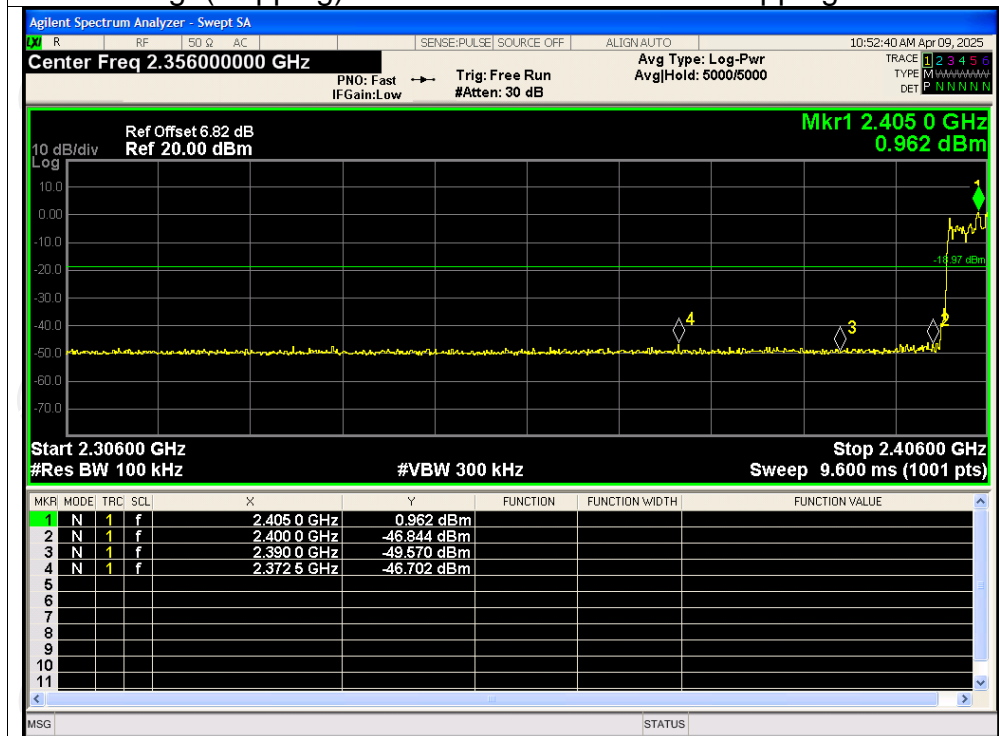 Agilent Spectrum Analyzer - Swept SA
LXI R RF 50 Ω AC SENSE:PULSE SOURCE OFF ALIGN AUTO 10:52:40 AM Apr 09, 2025
Center Freq 2.356000000 GHz
PNO: Fast
IFGain:Low
Trig: Free Run
#Atten: 30 dB
Avg Type: Log-Pwr
Avg|Hold: 5000/5000
TRACE 1 2 3 4 5 6
TYPE M
DET P N N N N N
Mkr1 2.405 0 GHz
0.962 dBm
Ref Offset 6.82 dB
10 dB/div Ref 20.00 dBm
Log
10.0
0.00
-10.0
-20.0
-30.0
-40.0
-50.0
-60.0
-70.0
1
-18.97 dBm
4
3
2
Start 2.30600 GHz Stop 2.40600 GHz
#Res BW 100 kHz #VBW 300 kHz Sweep 9.600 ms (1001 pts)
MKR MODE TRC SCL X Y FUNCTION FUNCTION WIDTH FUNCTION VALUE
1 N 1 f 2.405 0 GHz 0.962 dBm
2 N 1 f 2.400 0 GHz -46.844 dBm
3 N 1 f 2.390 0 GHz -49.570 dBm
4 N 1 f 2.372 5 GHz -46.702 dBm
5
6
7
8
9
10
11
MSG STATUS